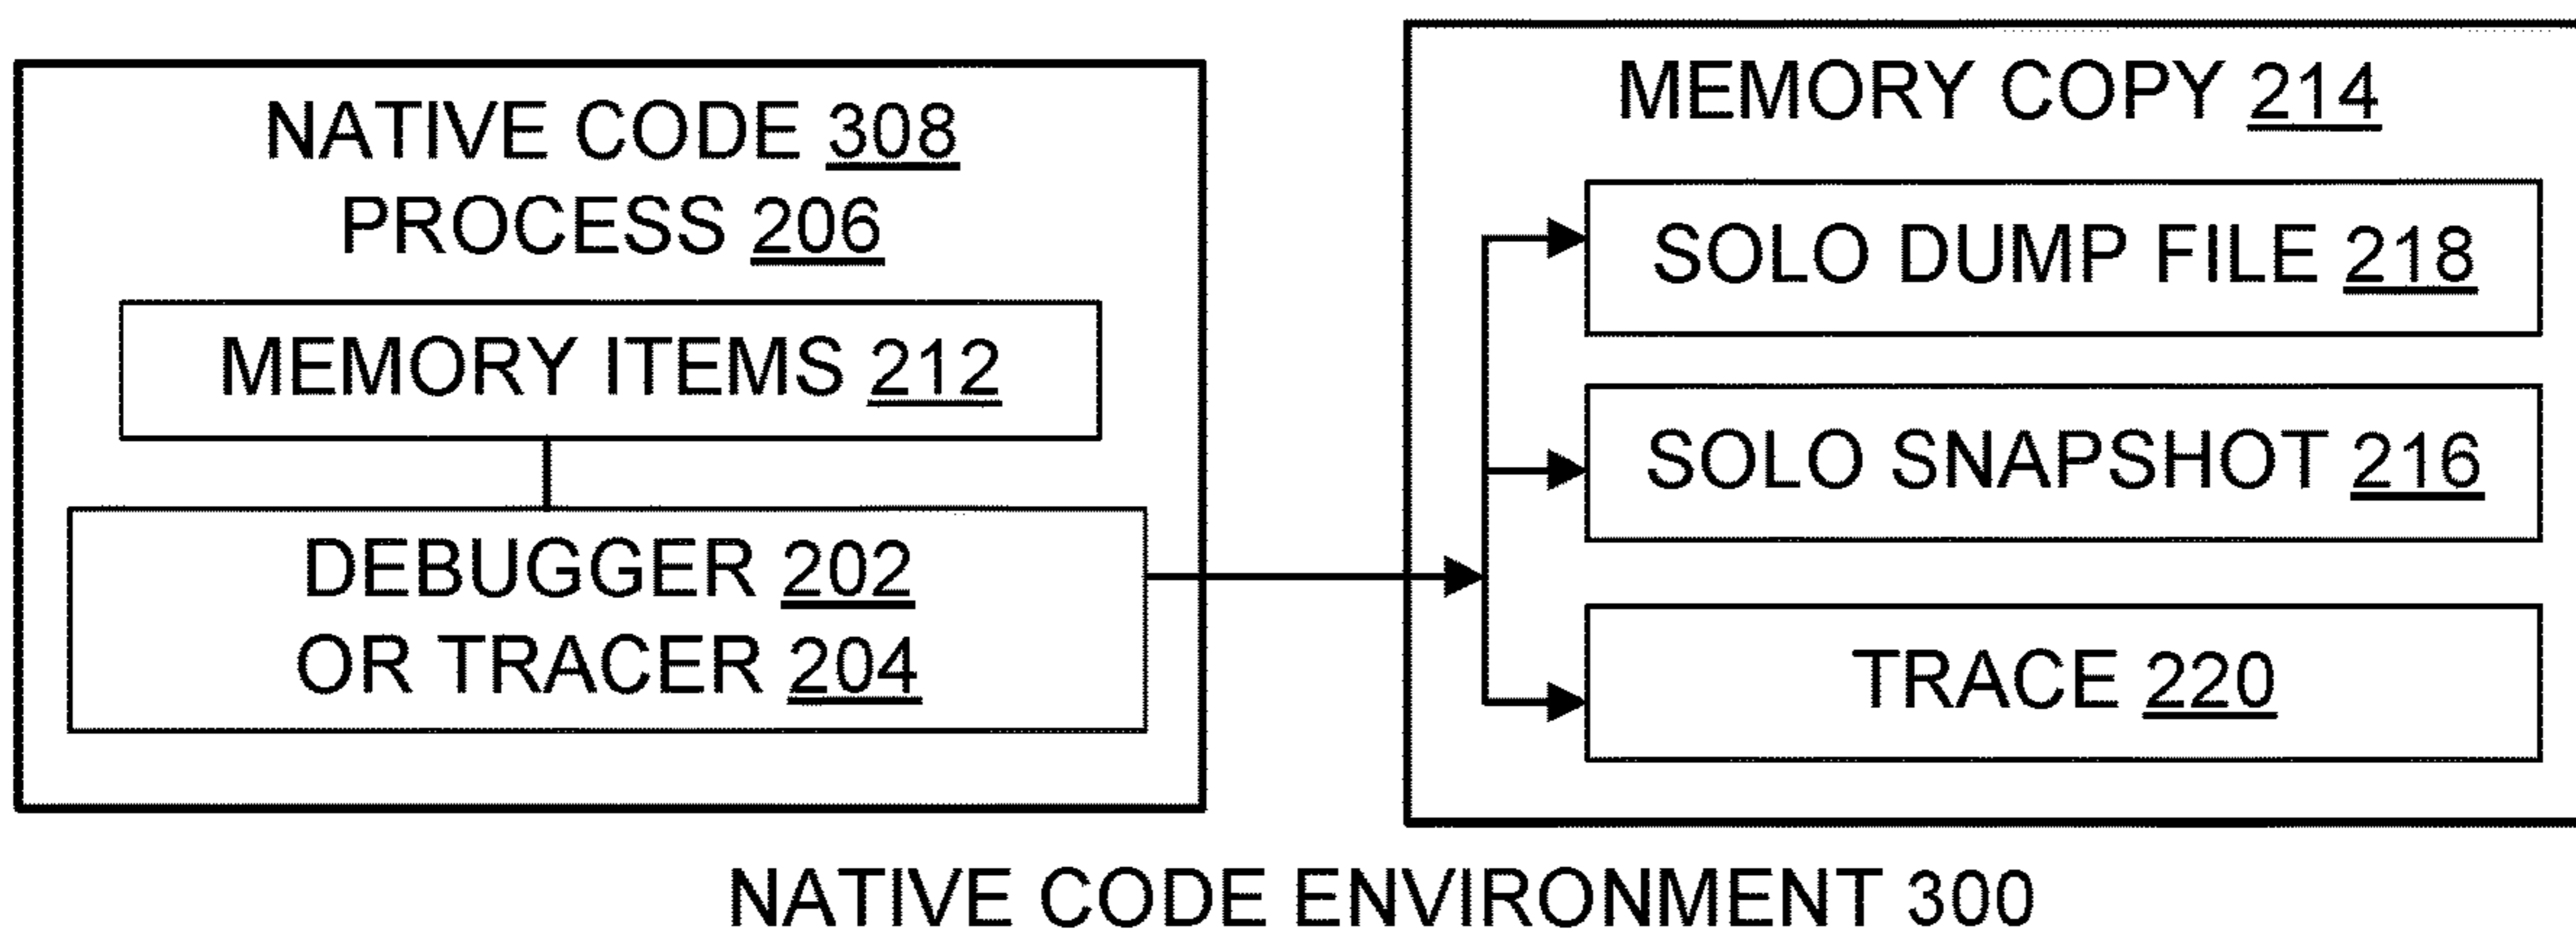 NATIVE CODE 308
PROCESS 206
MEMORY ITEMS 212
DEBUGGER 202
OR TRACER 204
MEMORY COPY 214
SOLO DUMP FILE 218
SOLO SNAPSHOT 216
TRACE 220
NATIVE CODE ENVIRONMENT 300